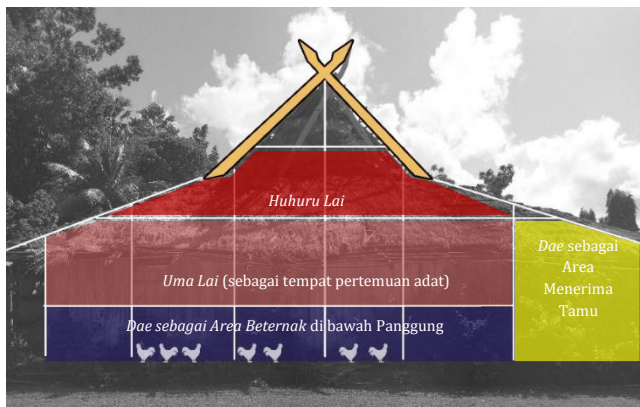 Huhuru Lai
Uma Lai (sebagai tempat pertemuan adat)
Dae sebagai Area Beternak di bawah Panggung
Dae sebagai
Area
Menerima
Tamu